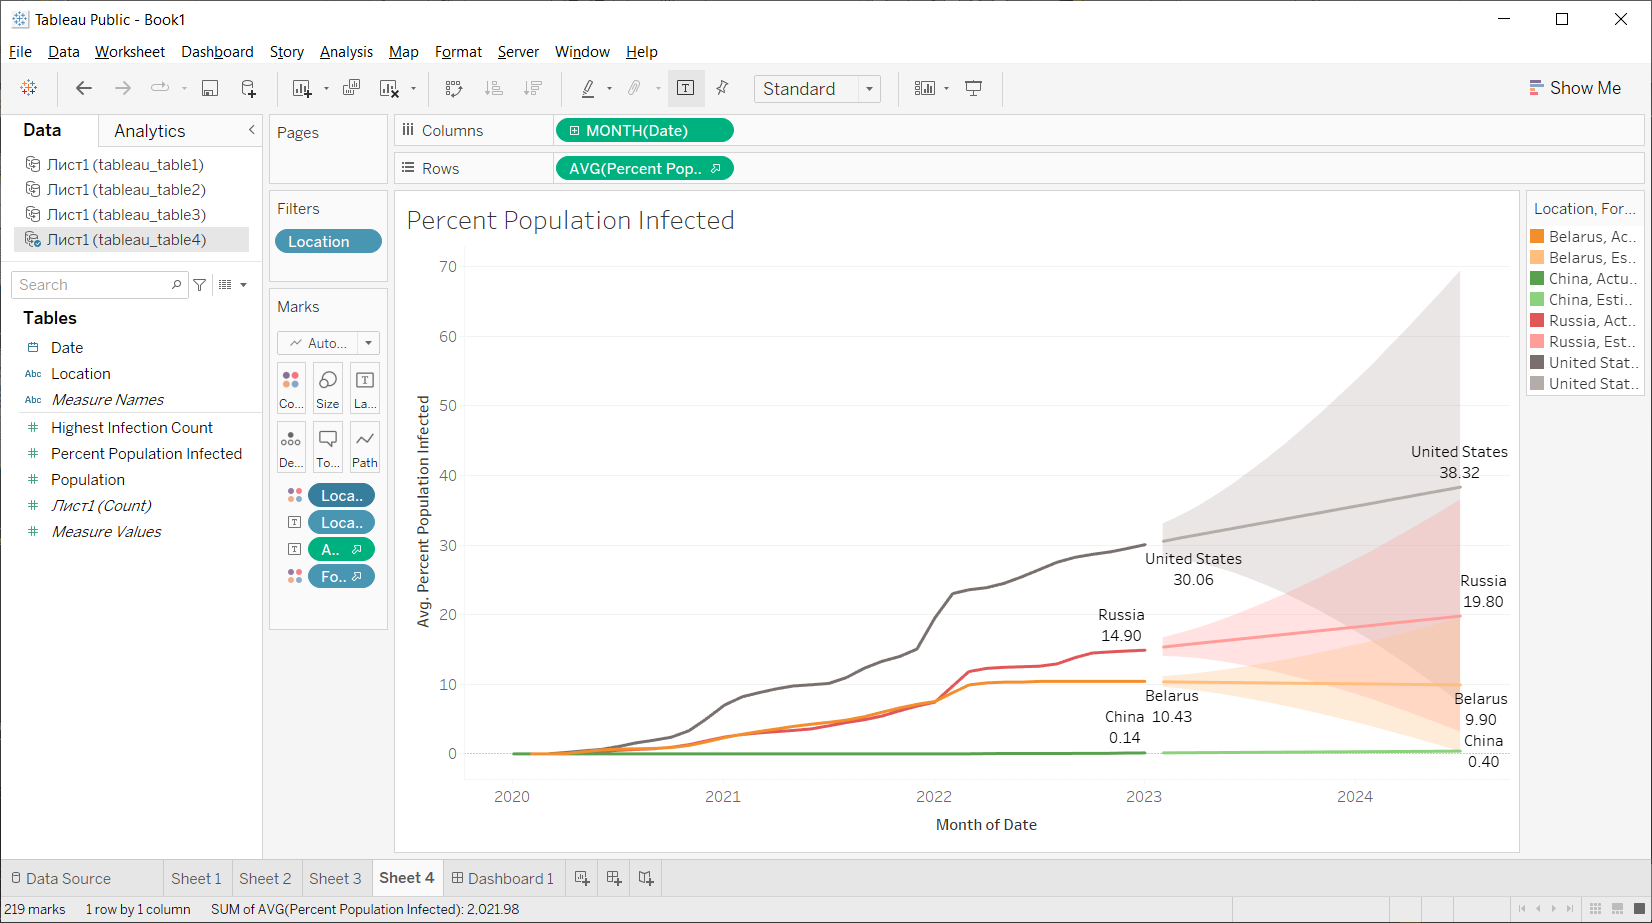 Tableau Public - Book1
File Data Worksheet Dashboard Story Analysis Map Format Server Window Help
Standard
Show Me
Data Analytics
Лист1 (tableau_table1)
Лист1 (tableau_table2)
Лист1 (tableau_table3)
Лист1 (tableau_table4)
Search
Tables
Date
Abc Location
Abc Measure Names
# Highest Infection Count
# Percent Population Infected
# Population
# Лист1 (Count)
# Measure Values
Pages
Filters
Location
Marks
Auto...
Co... Size La...
De... To... Path
Loca..
Loca..
A..
Fo..
Columns MONTH(Date)
Rows AVG(Percent Pop..
Percent Population Infected
Avg. Percent Population Infected
70
60
50
40
30
20
10
0
United States
38.32
United States
30.06
Russia
19.80
Russia
14.90
Belarus
10.43
China
0.14
Belarus
9.90
China
0.40
2020 2021 2022 2023 2024
Month of Date
Location, For...
Belarus, Ac..
Belarus, Es..
China, Actu..
China, Esti..
Russia, Act..
Russia, Est..
United Stat..
United Stat..
Data Source Sheet 1 Sheet 2 Sheet 3 Sheet 4 Dashboard 1
219 marks 1 row by 1 column SUM of AVG(Percent Population Infected): 2,021.98